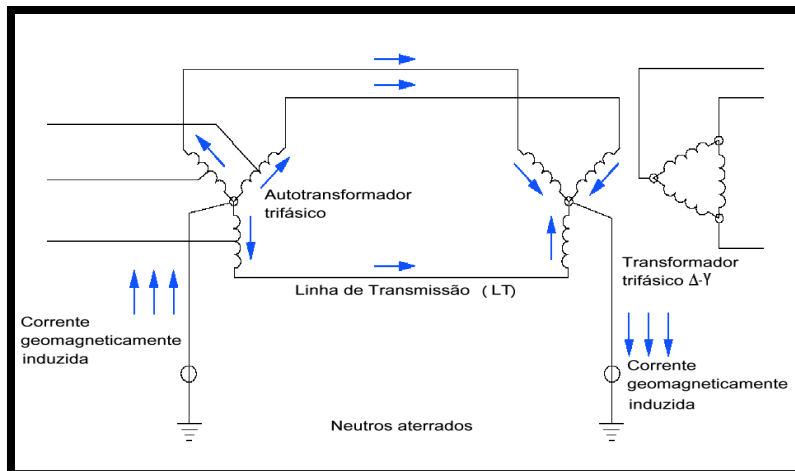 Autotransformador
trifásico
Linha de Transmissão ( LT)
Transformador
trifásico Δ-Y
Corrente
geomagneticamente
induzida
Corrente
geomagneticamente
induzida
Neutros aterrados